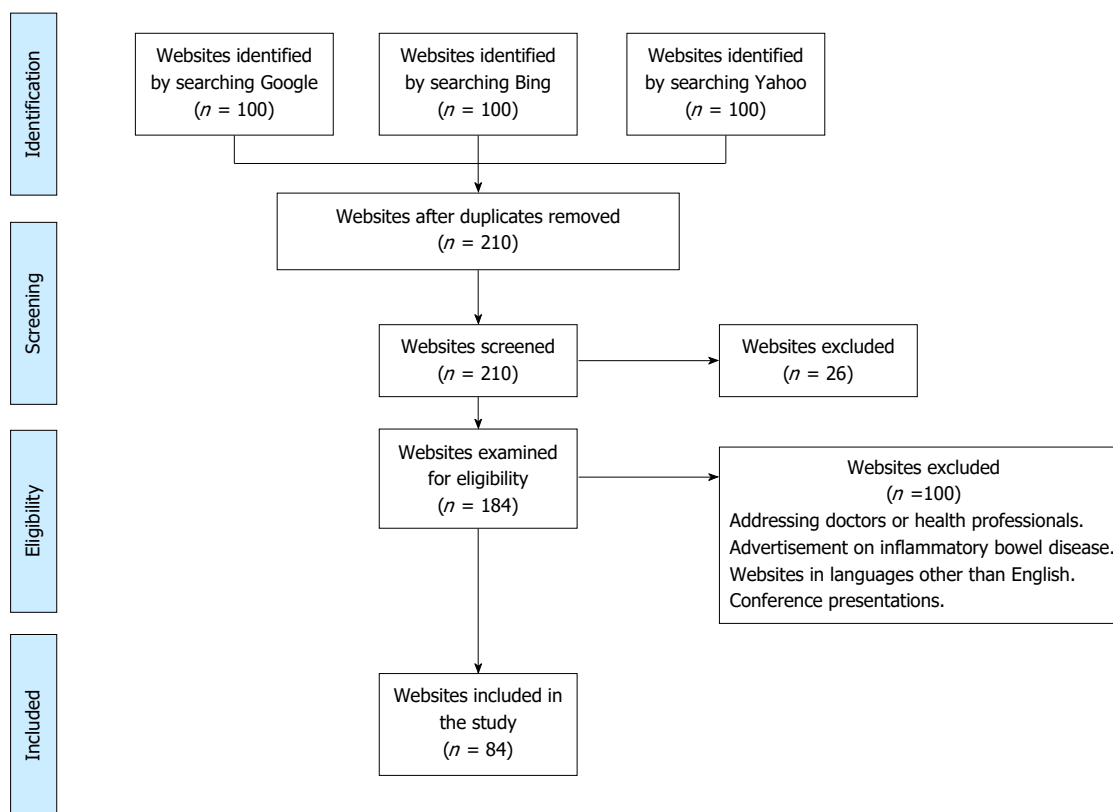 Identification
Websites identified
by searching Google
(n = 100)
Websites identified
by searching Bing
(n = 100)
Websites identified
by searching Yahoo
(n = 100)
Websites after duplicates removed
(n = 210)
Screening
Websites screened
(n = 210)
Websites excluded
(n = 26)
Eligibility
Websites examined
for eligibility
(n = 184)
Websites excluded
(n =100)
Addressing doctors or health professionals.
Advertisement on inflammatory bowel disease.
Websites in languages other than English.
Conference presentations.
Included
Websites included in
the study
(n = 84)